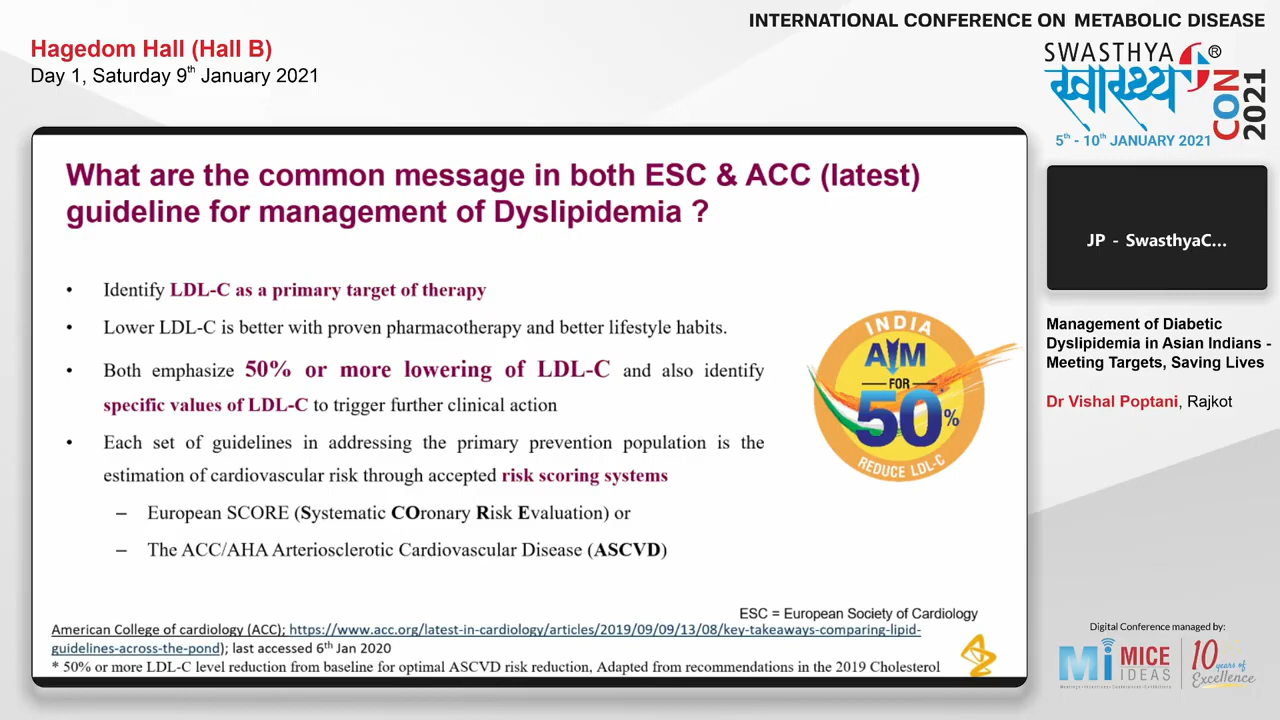 INTERNATIONAL CONFERENCE ON METABOLIC DISEASE
Hagedom Hall (Hall B)
Day 1, Saturday 9th January 2021
SWASTHYA ®
स्वास्थ्य
CON
2021
5th - 10th JANUARY 2021
What are the common message in both ESC & ACC (latest)
guideline for management of Dyslipidemia ?
• Identify LDL-C as a primary target of therapy
• Lower LDL-C is better with proven pharmacotherapy and better lifestyle habits.
• Both emphasize 50% or more lowering of LDL-C and also identify
specific values of LDL-C to trigger further clinical action
• Each set of guidelines in addressing the primary prevention population is the
estimation of cardiovascular risk through accepted risk scoring systems
– European SCORE (Systematic COronary Risk Evaluation) or
– The ACC/AHA Arteriosclerotic Cardiovascular Disease (ASCVD)
INDIA
AIM
FOR
50%
REDUCE LDL-C
ESC = European Society of Cardiology
American College of cardiology (ACC); https://www.acc.org/latest-in-cardiology/articles/2019/09/09/13/08/key-takeaways-comparing-lipid-
guidelines-across-the-pond); last accessed 6th Jan 2020
* 50% or more LDL-C level reduction from baseline for optimal ASCVD risk reduction, Adapted from recommendations in the 2019 Cholesterol
JP - SwasthyaC...
Management of Diabetic
Dyslipidemia in Asian Indians -
Meeting Targets, Saving Lives
Dr Vishal Poptani, Rajkot
Digital Conference managed by:
Mi MICE
IDEAS
10 years of
Excellence